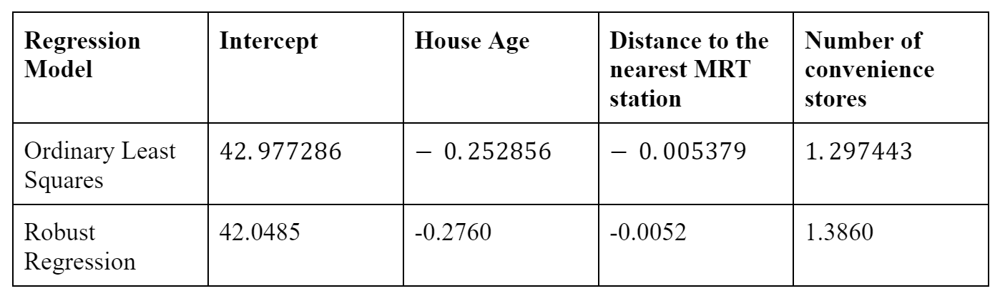 Regression Model
Intercept
House Age
Distance to the nearest MRT station
Number of convenience stores
Ordinary Least Squares
42.977286
− 0.252856
− 0.005379
1.297443
Robust Regression
42.0485
-0.2760
-0.0052
1.3860